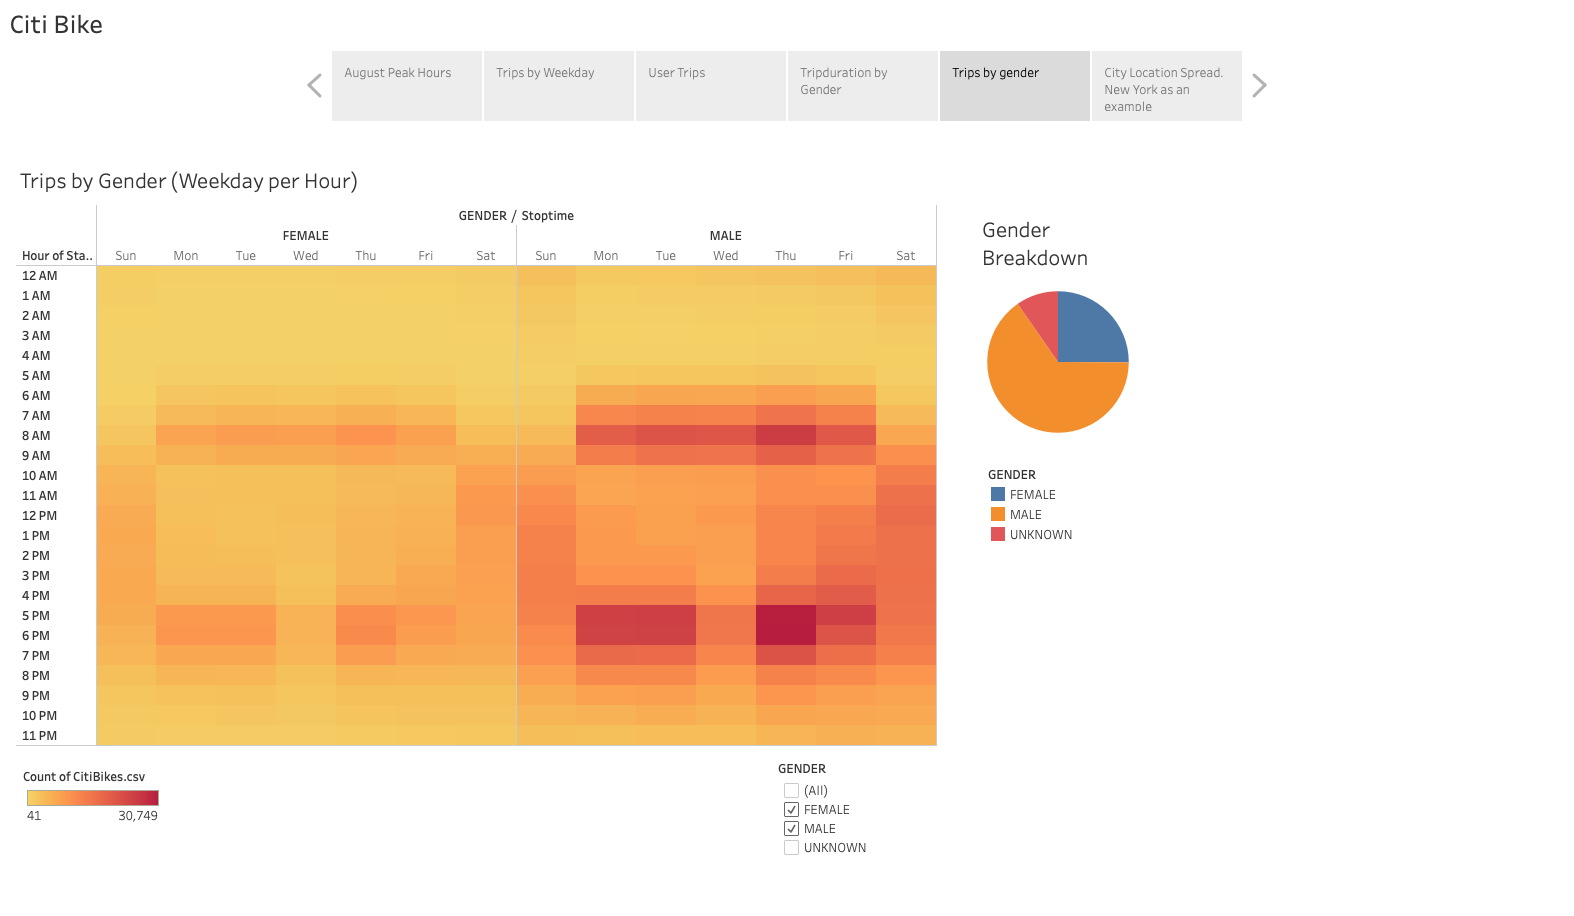 Citi Bike
August Peak Hours
Trips by Weekday
User Trips
Tripduration by
Gender
Trips by gender
City Location Spread.
New York as an
example
Trips by Gender (Weekday per Hour)
GENDER / Stoptime
FEMALE MALE
Hour of Sta.. Sun Mon Tue Wed Thu Fri Sat Sun Mon Tue Wed Thu Fri Sat
12 AM
1 AM
2 AM
3 AM
4 AM
5 AM
6 AM
7 AM
8 AM
9 AM
10 AM
11 AM
12 PM
1 PM
2 PM
3 PM
4 PM
5 PM
6 PM
7 PM
8 PM
9 PM
10 PM
11 PM
Gender
Breakdown
GENDER
FEMALE
MALE
UNKNOWN
Count of CitiBikes.csv
41 30,749
GENDER
(All)
FEMALE
MALE
UNKNOWN